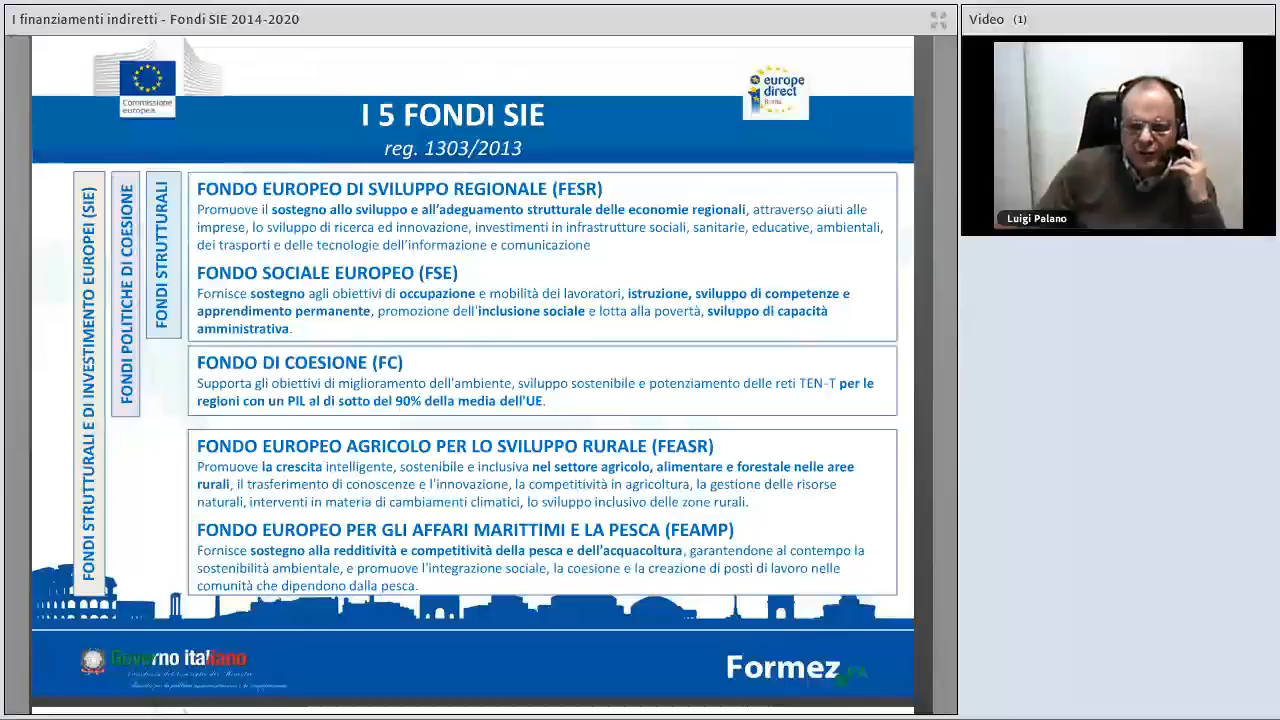 I finanziamenti indiretti - Fondi SIE 2014-2020
Video (1)
Commissione
europea
europe
direct
Roma
I 5 FONDI SIE
reg. 1303/2013
Luigi Palano
FONDI STRUTTURALI E DI INVESTIMENTO EUROPEI (SIE)
FONDI POLITICHE DI COESIONE
FONDI STRUTTURALI
FONDO EUROPEO DI SVILUPPO REGIONALE (FESR)
Promuove il sostegno allo sviluppo e all'adeguamento strutturale delle economie regionali, attraverso aiuti alle
imprese, lo sviluppo di ricerca ed innovazione, investimenti in infrastrutture sociali, sanitarie, educative, ambientali,
dei trasporti e delle tecnologie dell'informazione e comunicazione
FONDO SOCIALE EUROPEO (FSE)
Fornisce sostegno agli obiettivi di occupazione e mobilità dei lavoratori, istruzione, sviluppo di competenze e
apprendimento permanente, promozione dell'inclusione sociale e lotta alla povertà, sviluppo di capacità
amministrativa.
FONDO DI COESIONE (FC)
Supporta gli obiettivi di miglioramento dell'ambiente, sviluppo sostenibile e potenziamento delle reti TEN-T per le
regioni con un PIL al di sotto del 90% della media dell'UE.
FONDO EUROPEO AGRICOLO PER LO SVILUPPO RURALE (FEASR)
Promuove la crescita intelligente, sostenibile e inclusiva nel settore agricolo, alimentare e forestale nelle aree
rurali, il trasferimento di conoscenze e l'innovazione, la competitività in agricoltura, la gestione delle risorse
naturali, interventi in materia di cambiamenti climatici, lo sviluppo inclusivo delle zone rurali.
FONDO EUROPEO PER GLI AFFARI MARITTIMI E LA PESCA (FEAMP)
Fornisce sostegno alla redditività e competitività della pesca e dell'acquacoltura, garantendone al contempo la
sostenibilità ambientale, e promuove l'integrazione sociale, la coesione e la creazione di posti di lavoro nelle
comunità che dipendono dalla pesca.
Governo italiano
Formez